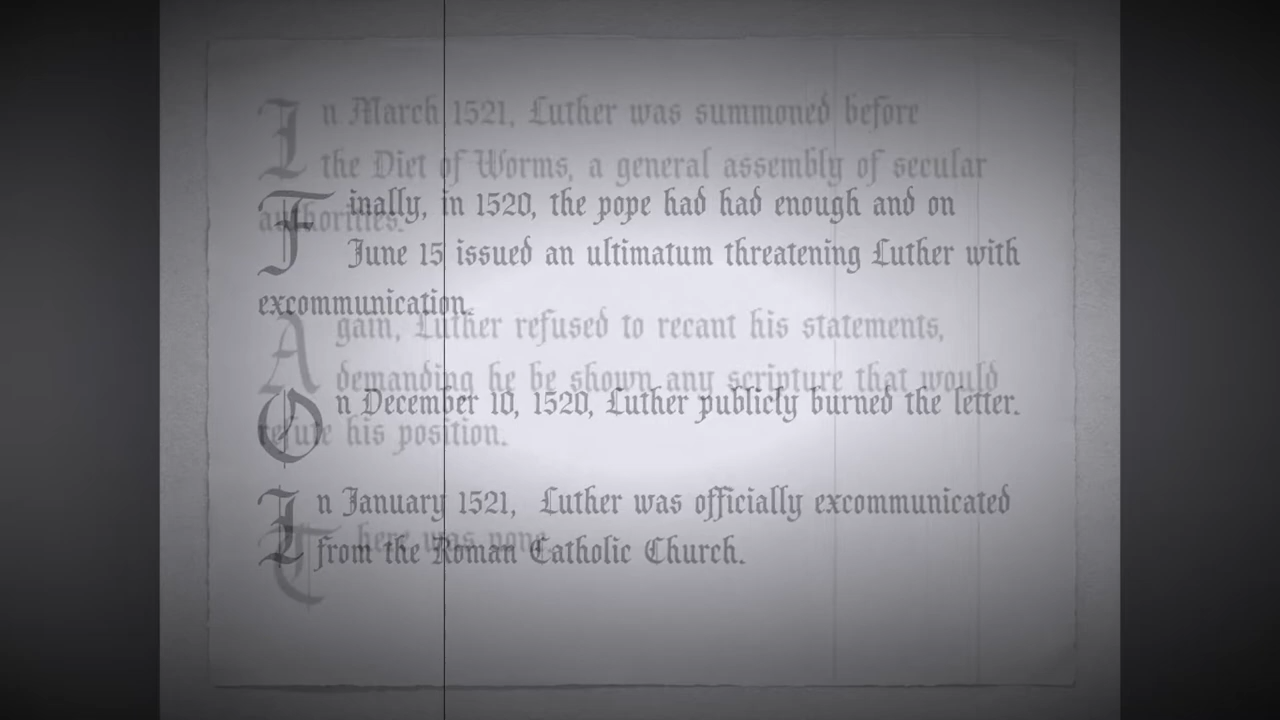 In March 1521, Luther was summoned before
the Diet of Worms, a general assembly of secular
authorities.
Finally, in 1520, the pope had had enough and on
June 15 issued an ultimatum threatening Luther with
excommunication.
Again, Luther refused to recant his statements,
demanding he be shown any scripture that would
refute his position.
On December 10, 1520, Luther publicly burned the letter.
In January 1521, Luther was officially excommunicated
There was none.
from the Roman Catholic Church.